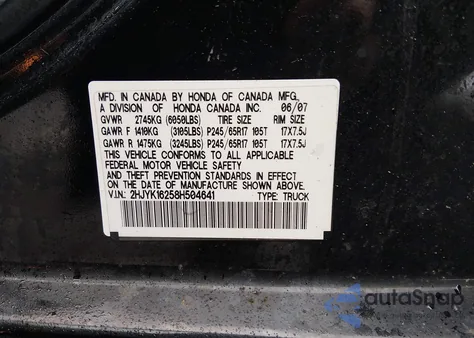 MFD. IN CANADA BY HONDA OF CANADA MFG.
A DIVISION OF HONDA CANADA INC. 06/07
GVWR 2745KG (6050LBS) TIRE SIZE RIM SIZE
GAWR F 1410KG (3105LBS) P245/65R17 105T 17X7.5J
GAWR R 1475KG (3245LBS) P245/65R17 105T 17X7.5J
THIS VEHICLE CONFORMS TO ALL APPLICABLE
FEDERAL MOTOR VEHICLE SAFETY
AND THEFT PREVENTION STANDARDS IN EFFECT ON
THE DATE OF MANUFACTURE SHOWN ABOVE.
V.I.N: 2HJYK16258H504641 TYPE: TRUCK
autaSnap